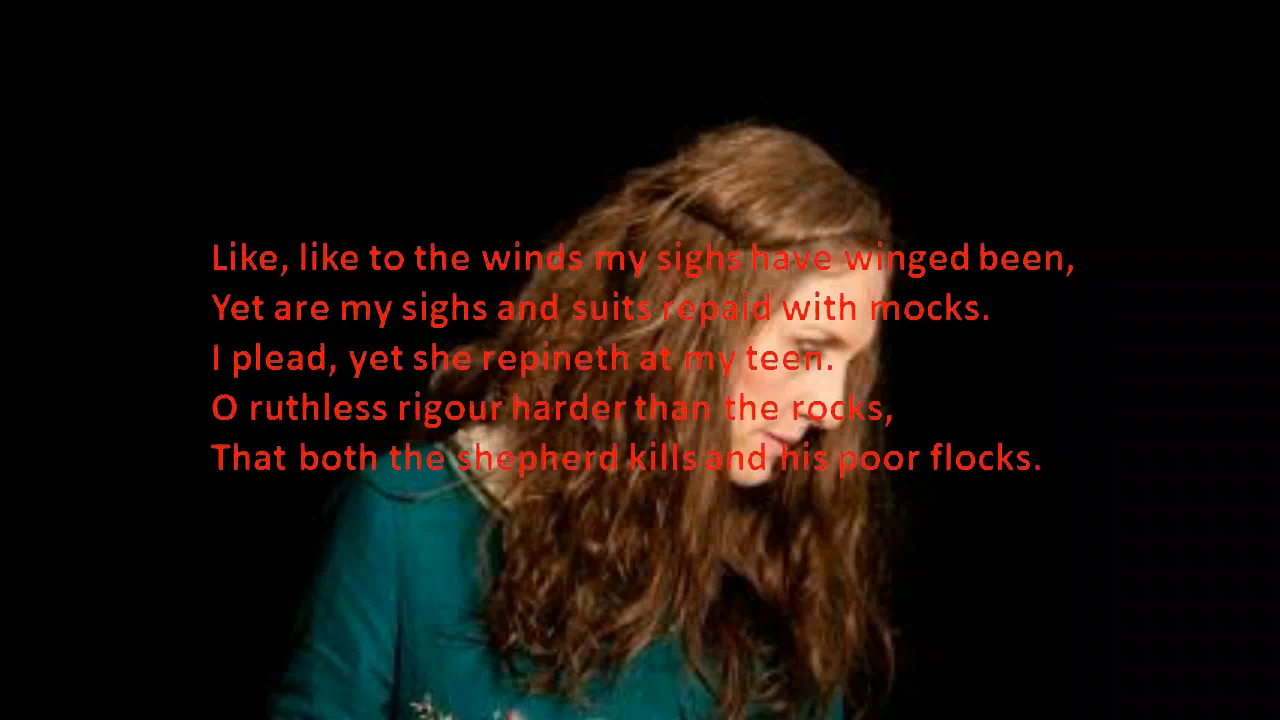 Like, like to the winds my sighs have winged been,
Yet are my sighs and suits repaid with mocks.
I plead, yet she repineth at my teen.
O ruthless rigour harder than the rocks,
That both the shepherd kills and his poor flocks.